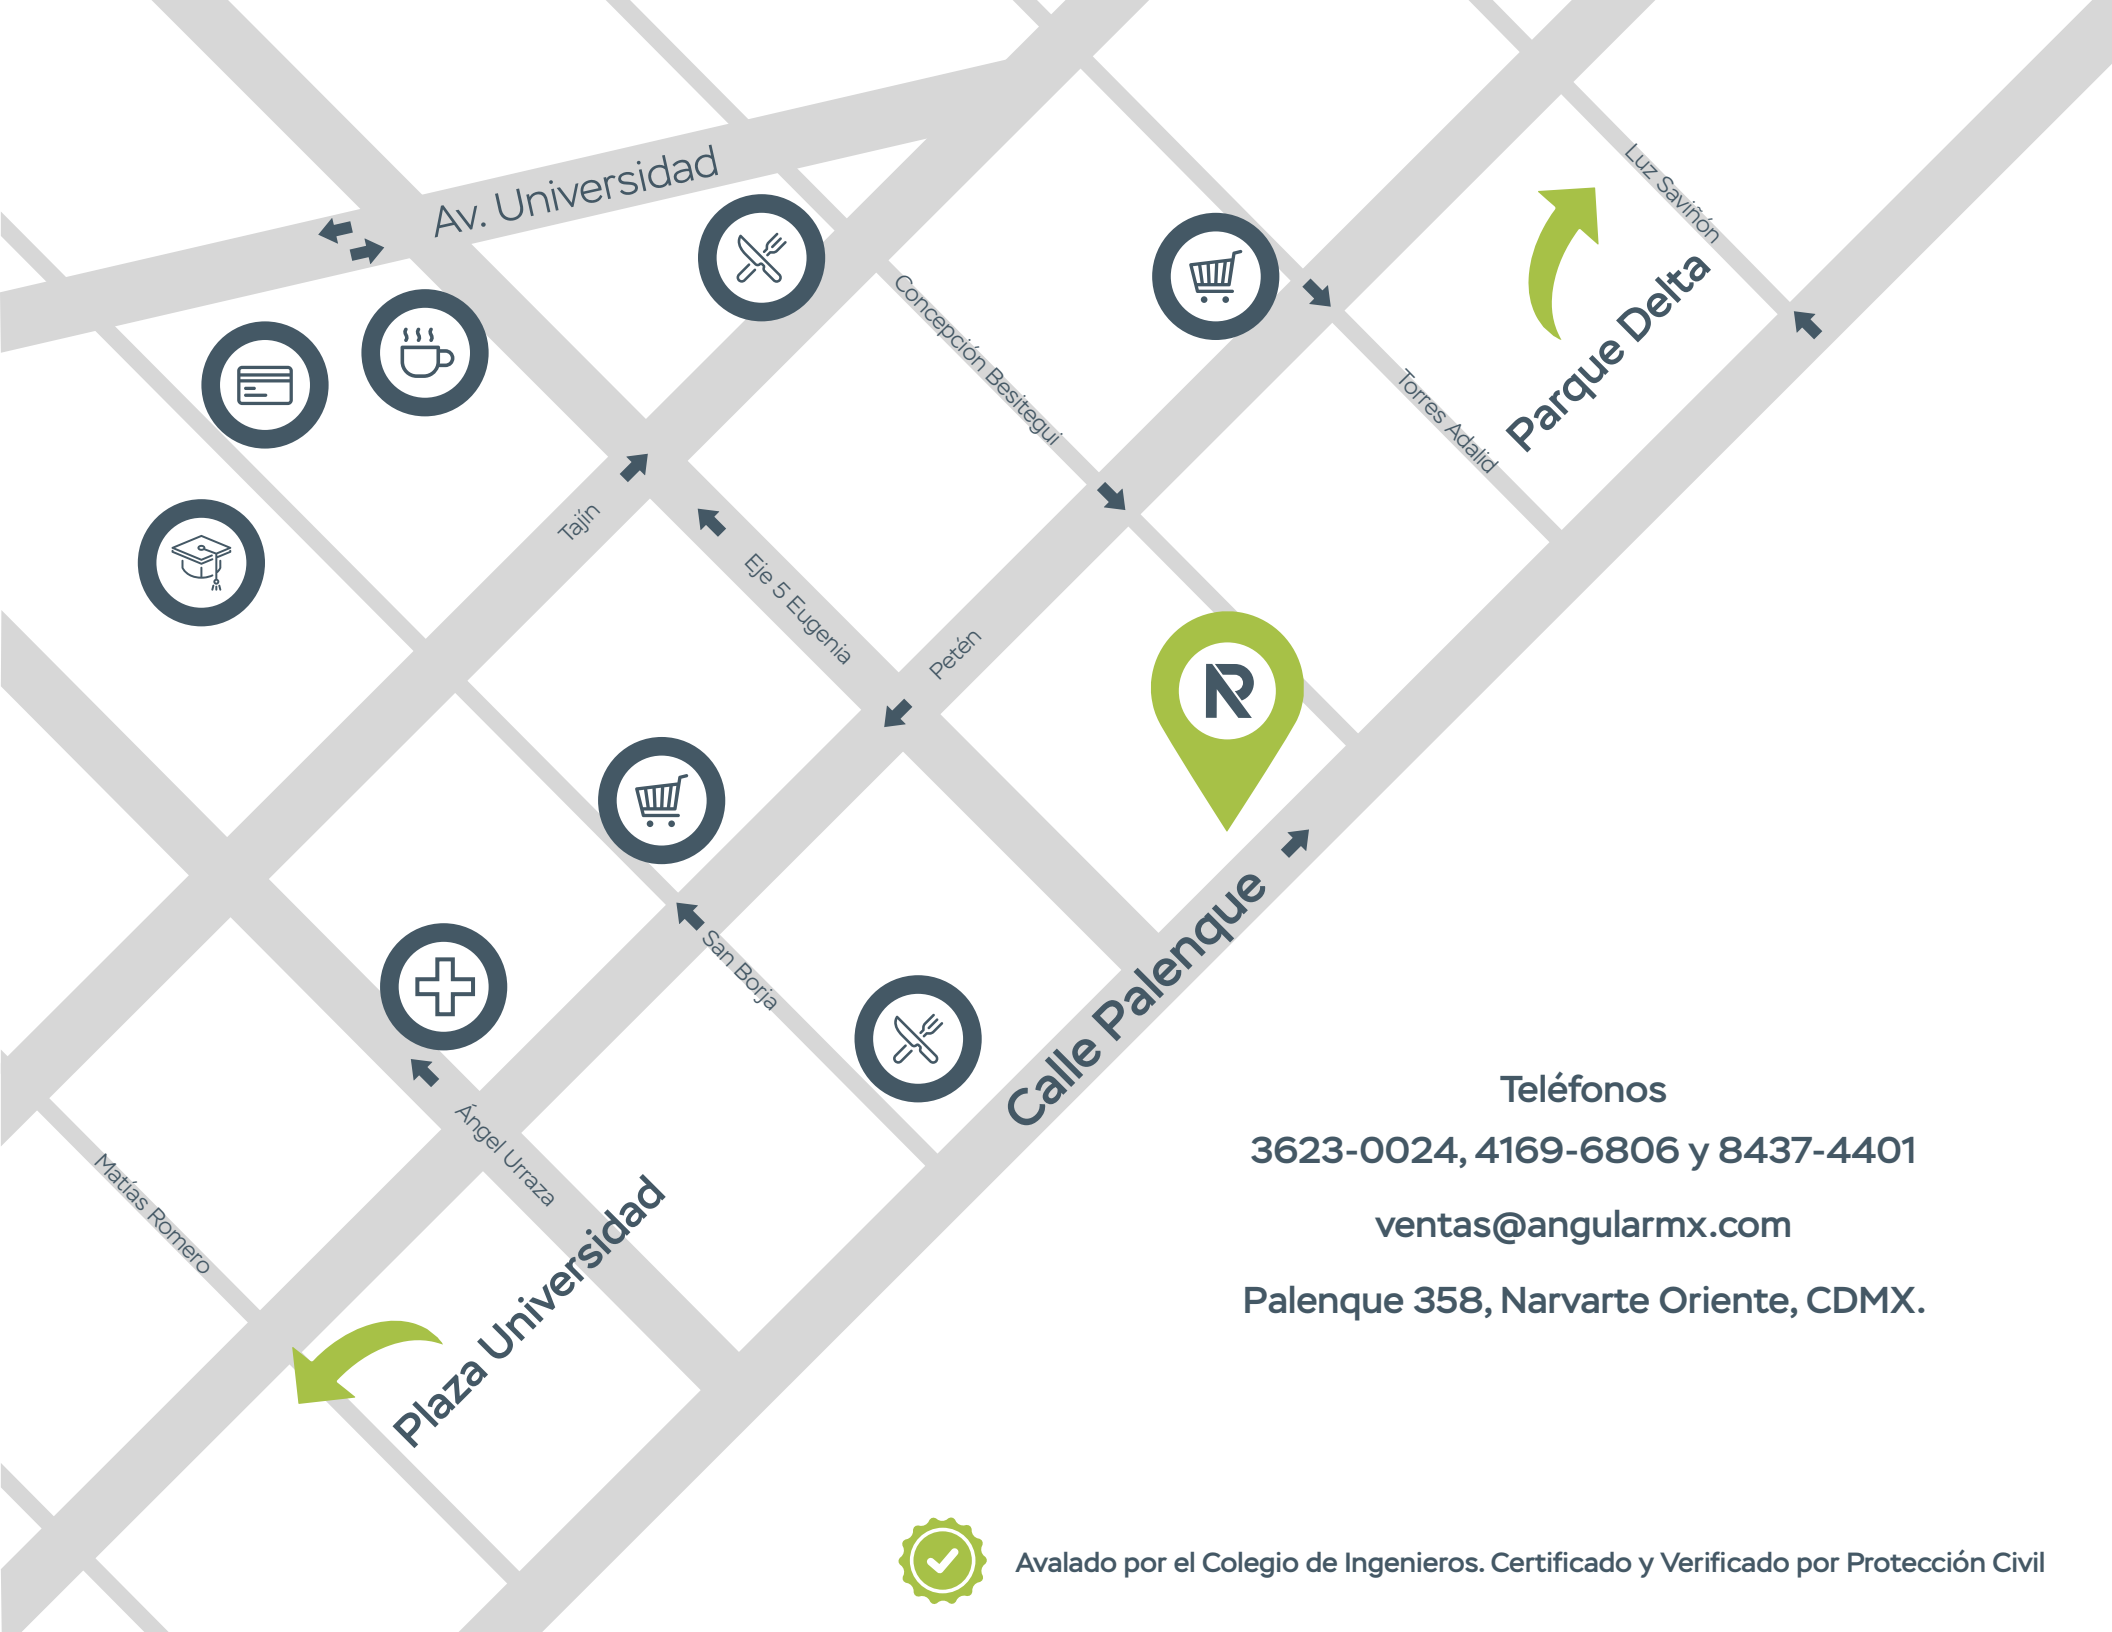 Av. Universidad
Luz Saviñón
Parque Delta
Concepción Besitegui
Torres Adalid
Tajín
Eje 5 Eugenia
Petén
Calle Palenque
San Borja
Ángel Urraza
Matías Romero
Plaza Universidad
Teléfonos
3623-0024, 4169-6806 y 8437-4401
ventas@angularmx.com
Palenque 358, Narvarte Oriente, CDMX.
Avalado por el Colegio de Ingenieros. Certificado y Verificado por Protección Civil